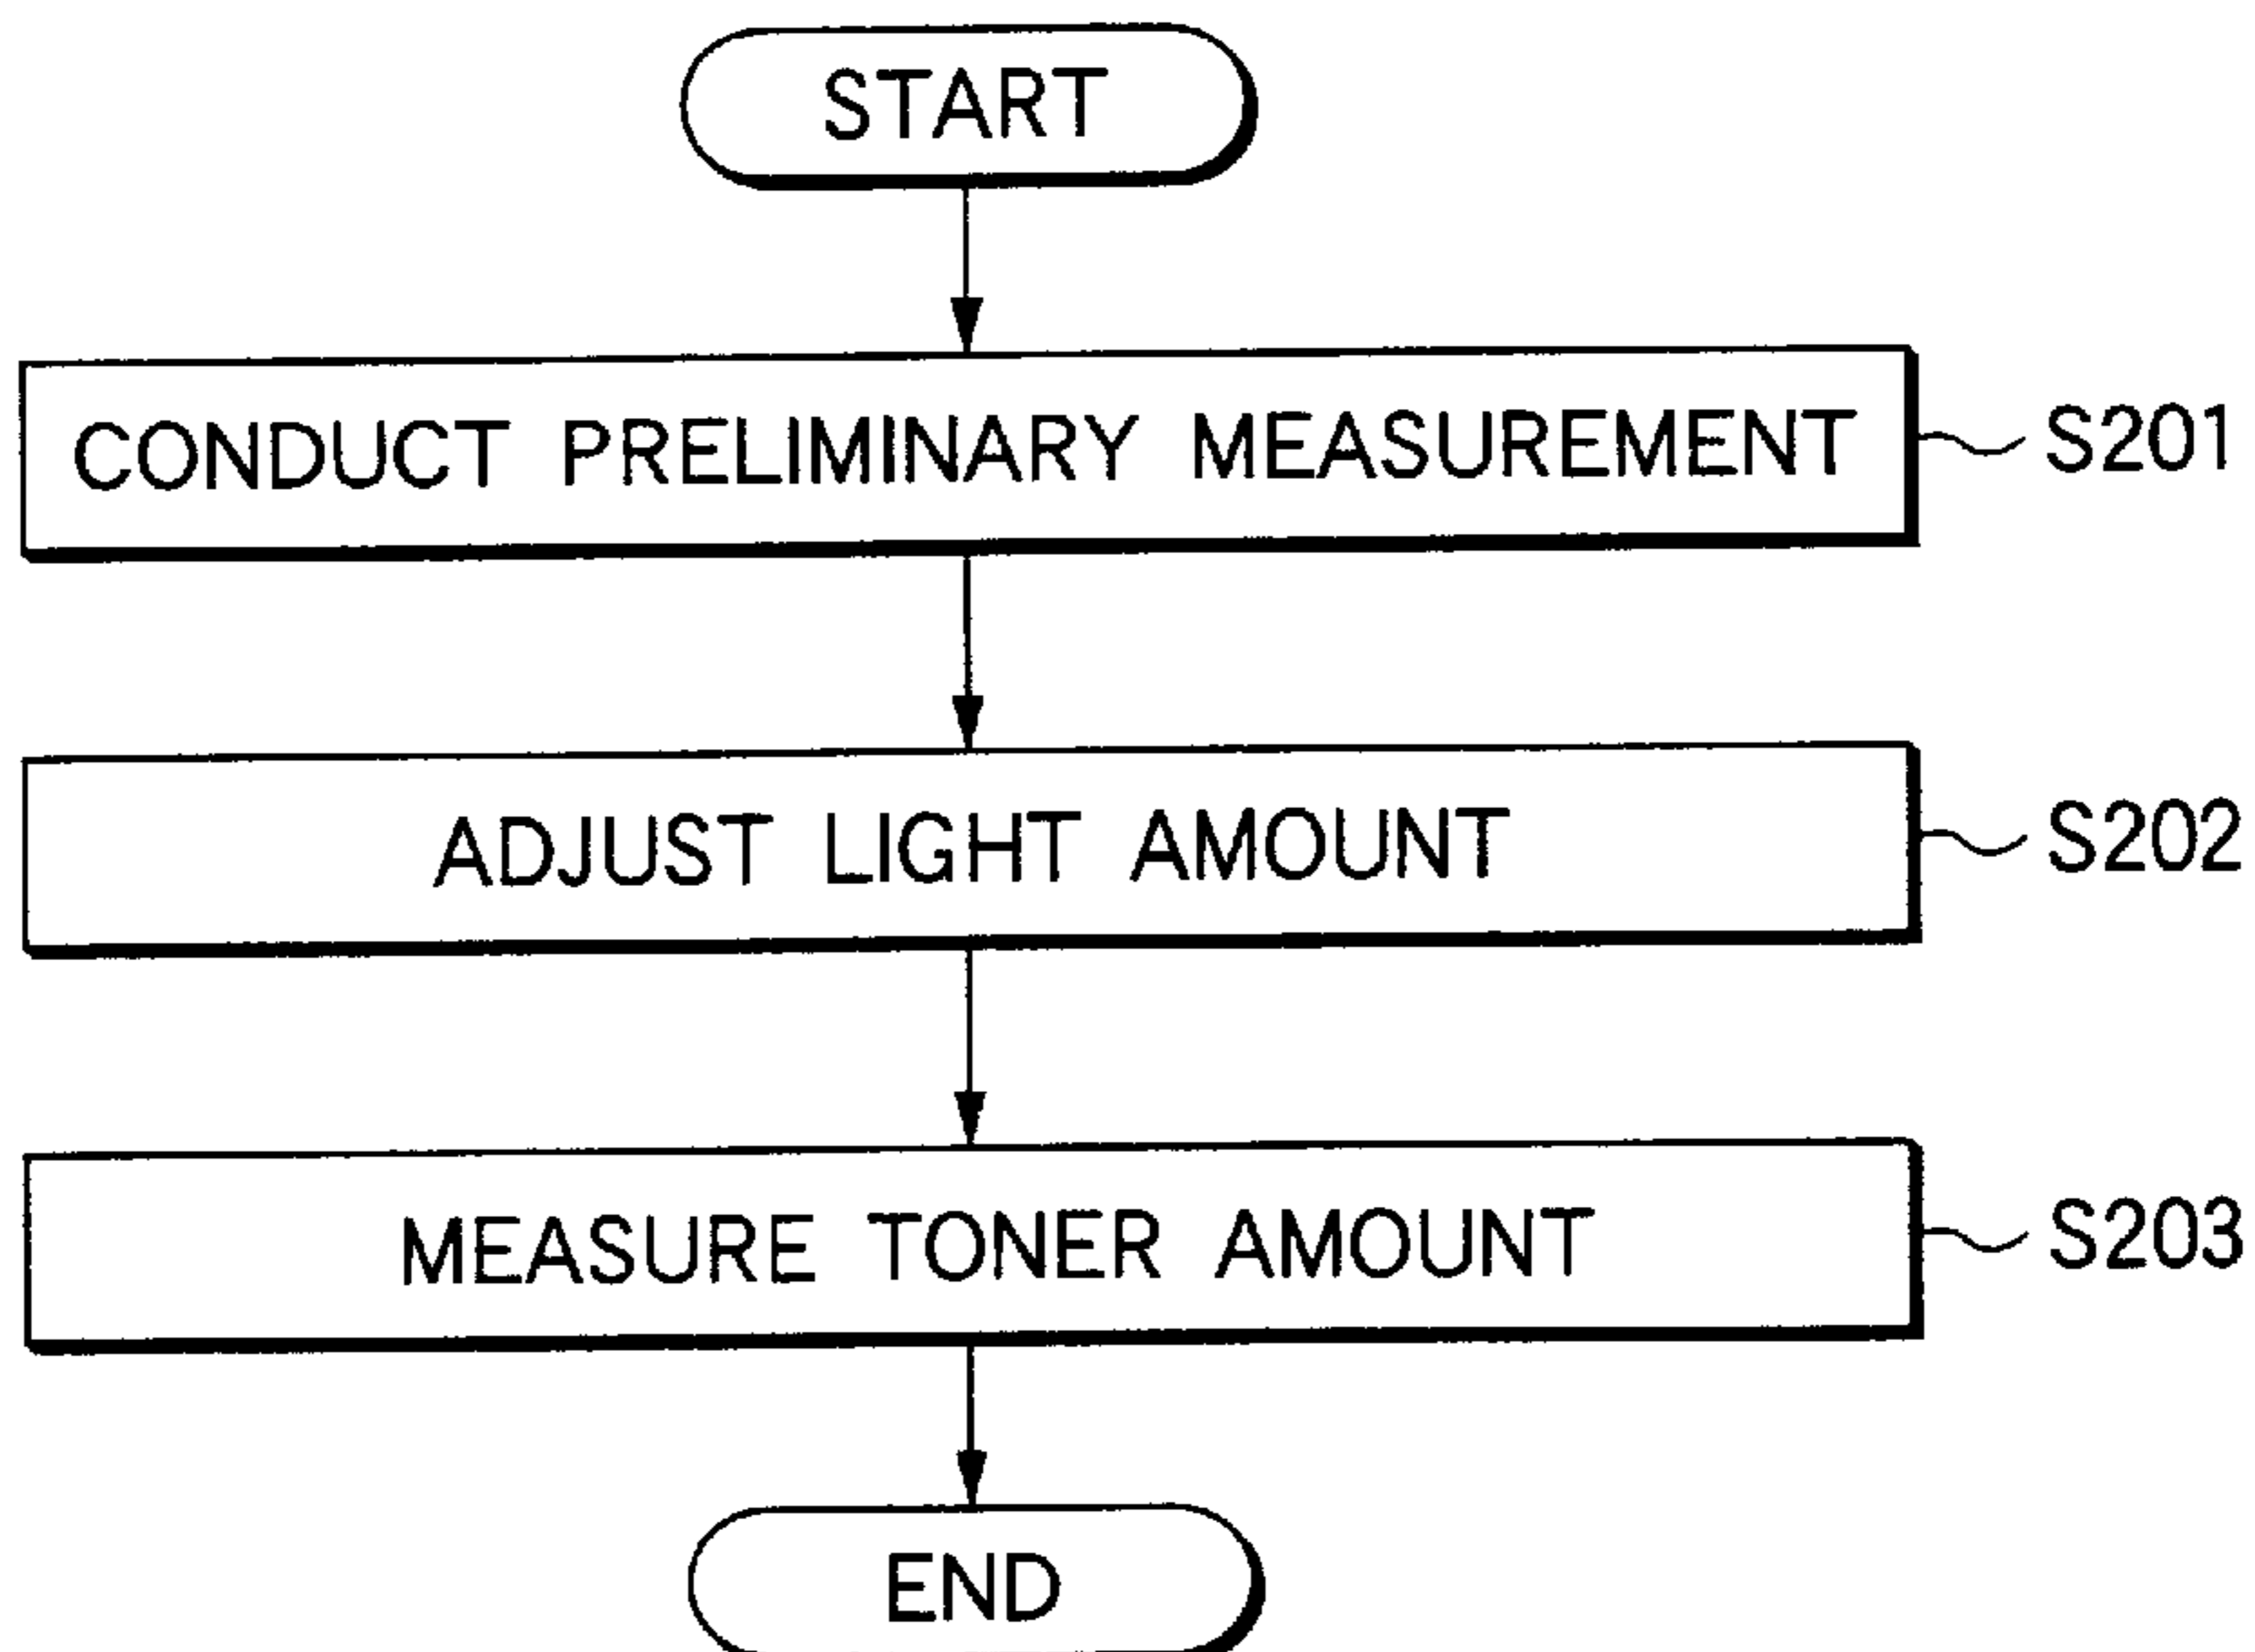 START
CONDUCT PRELIMINARY MEASUREMENT S201
ADJUST LIGHT AMOUNT S202
MEASURE TONER AMOUNT S203
END